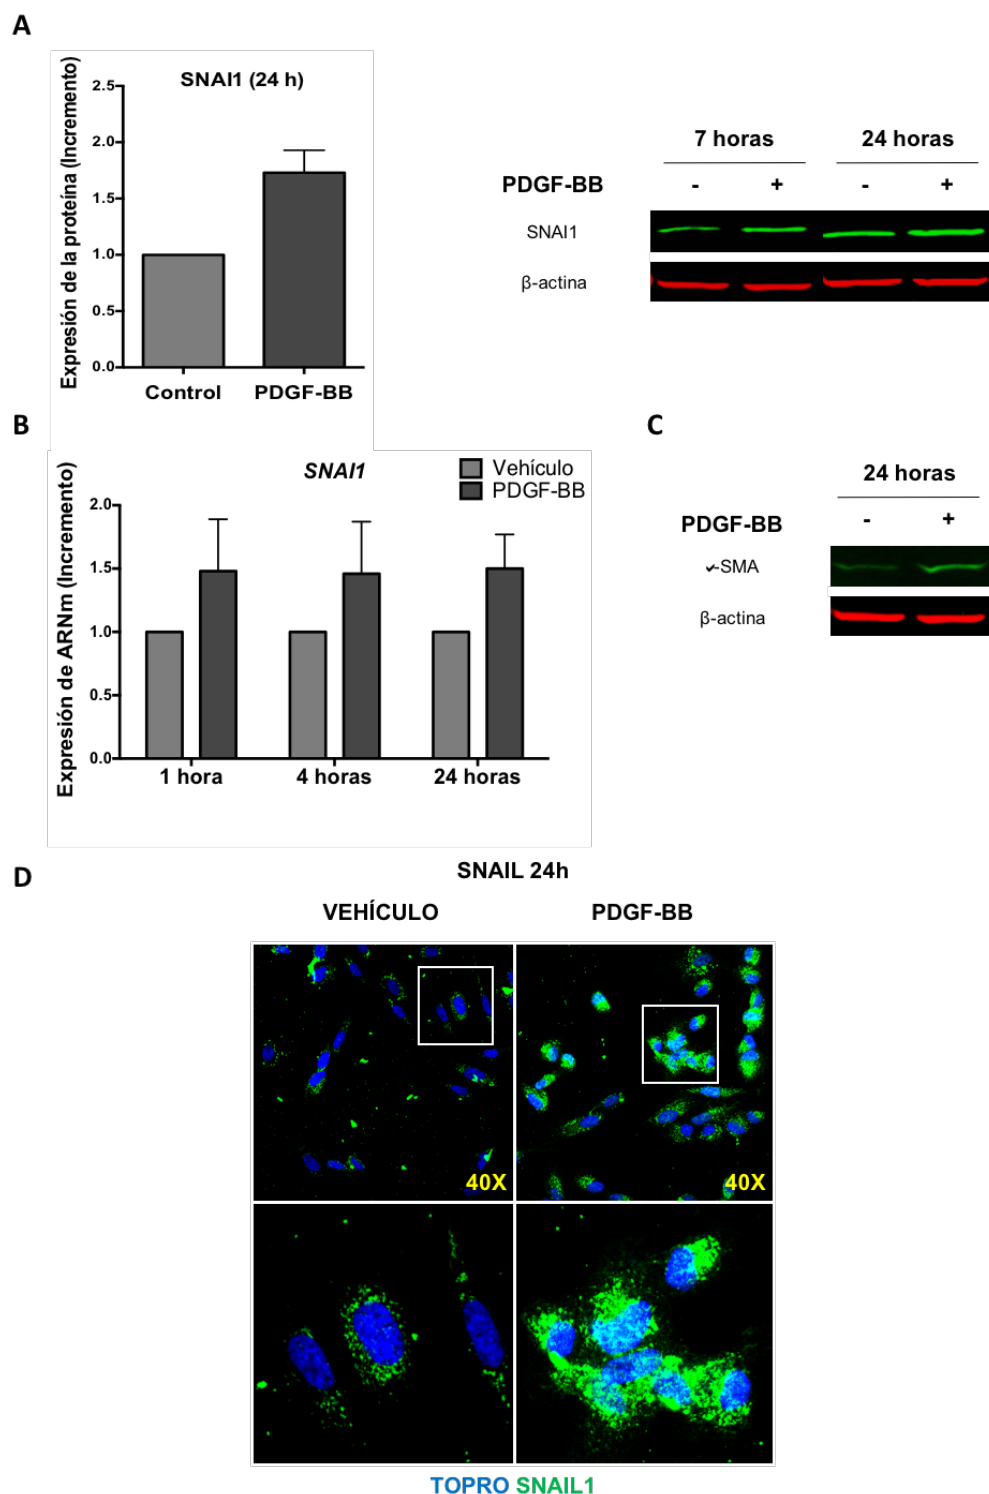 A
SNAI1 (24 h)
Expresión de la proteína (Incremento)
2.5
2.0
1.5
1.0
0.5
0.0
Control PDGF-BB
7 horas 24 horas
PDGF-BB - + - +
SNAI1
β-actina
B
SNAI1
Vehículo
PDGF-BB
Expresión de ARNm (Incremento)
2.0
1.5
1.0
0.5
0.0
1 hora 4 horas 24 horas
C
24 horas
PDGF-BB - +
-SMA
β-actina
D
SNAIL 24h
VEHÍCULO PDGF-BB
40X 40X
TOPRO SNAIL1